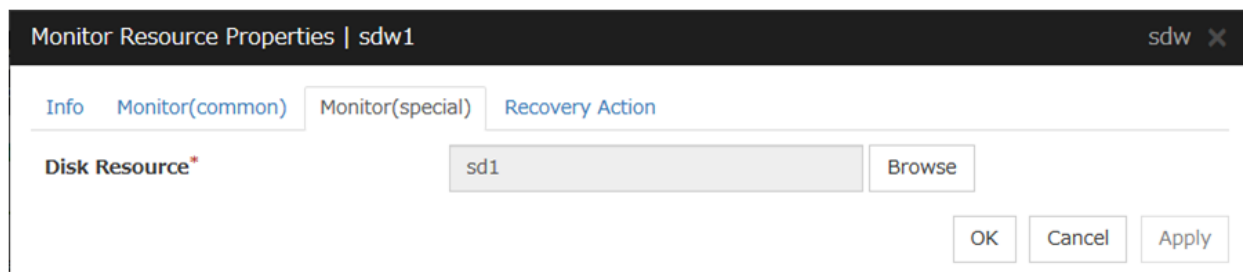 Monitor Resource Properties | sdw1 sdw ×
Info Monitor(common) Monitor(special) Recovery Action
Disk Resource* sd1 Browse
OK Cancel Apply